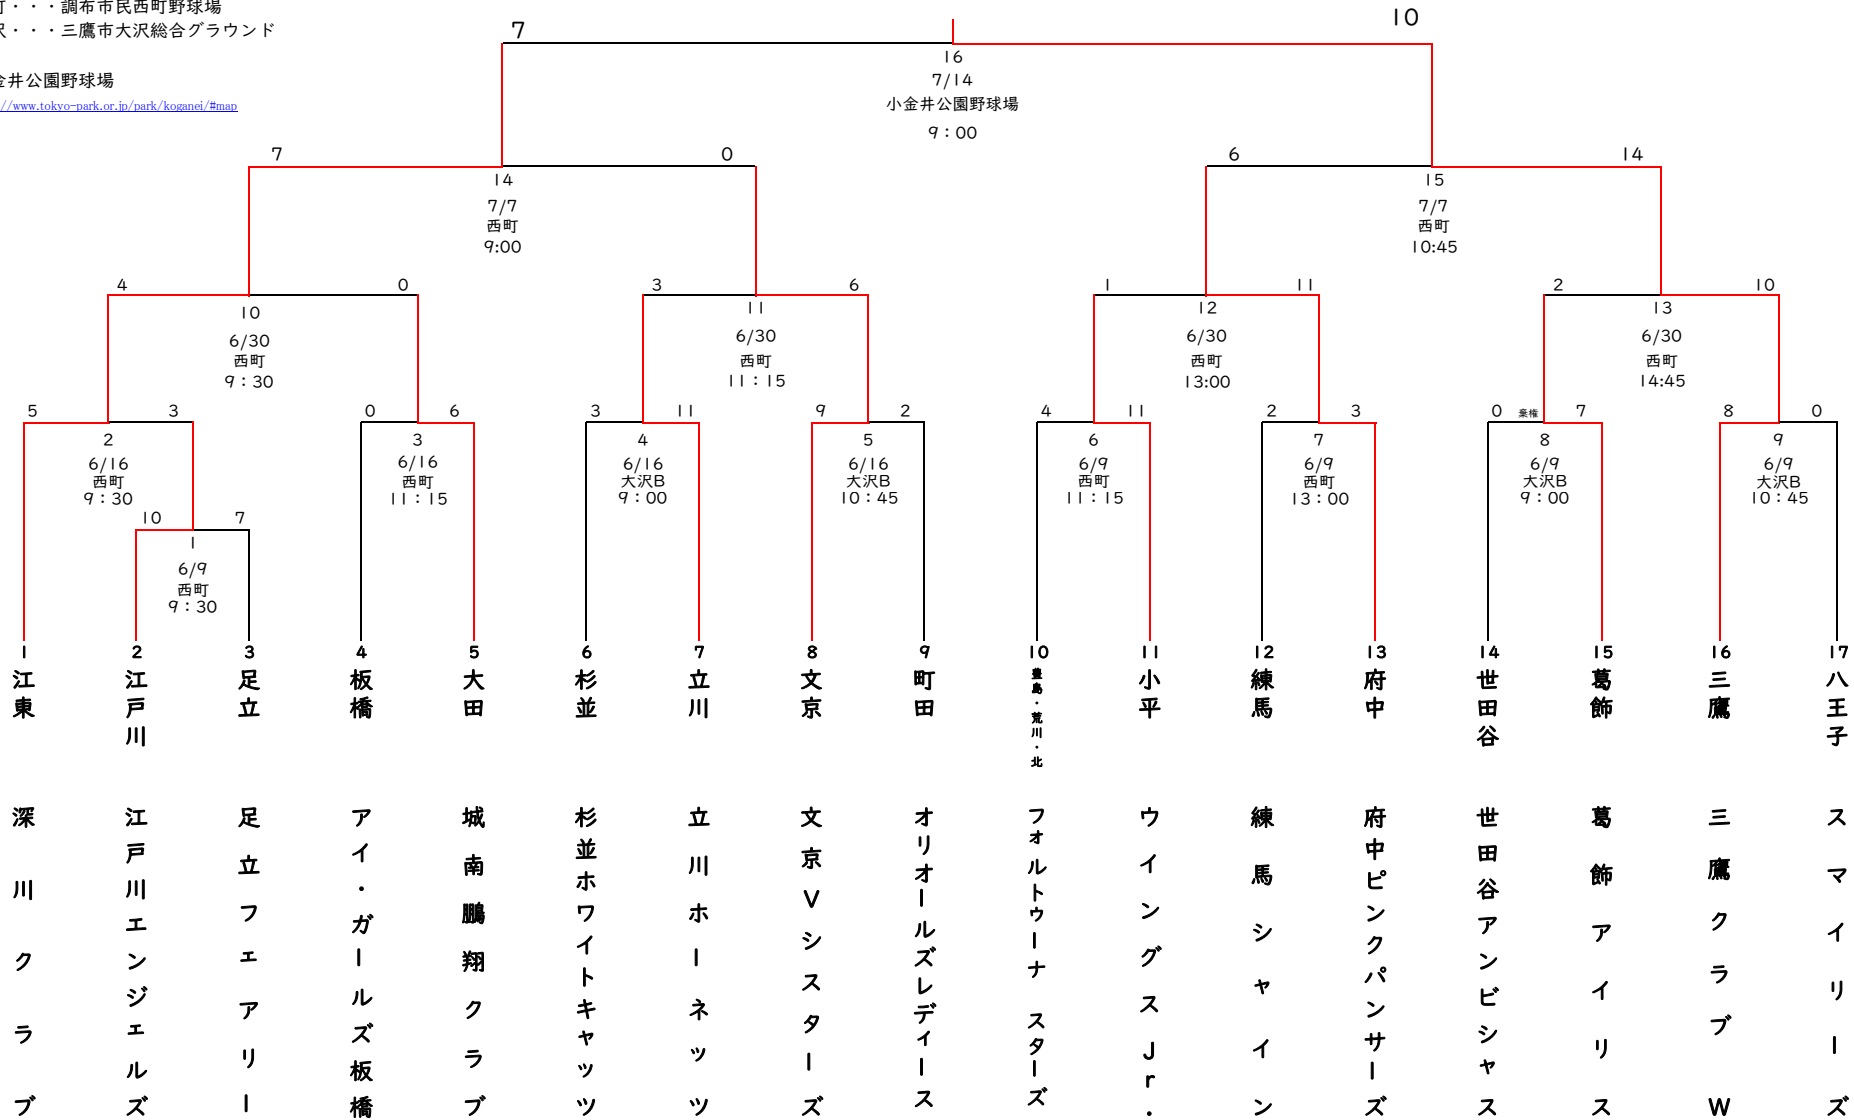 町・・・調布市民西町野球場
沢・・・三鷹市大沢総合グラウンド
金井公園野球場
//www.tokyo-park.or.jp/park/koganei/#map
7 10
16
7/14
小金井公園野球場
9：00
7 0 6 14
14 15
7/7 7/7
西町 西町
9:00 10:45
4 0 3 6 1 11 2 10
10 11 12 13
6/30 6/30 6/30 6/30
西町 西町 西町 西町
9：30 11：15 13:00 14:45
5 3 0 6 3 11 9 2 4 11 2 3 0 棄権 7 8 0
2 3 4 5 6 7 8 9
6/16 6/16 6/16 6/16 6/9 6/9 6/9 6/9
西町 西町 大沢B 大沢B 西町 西町 大沢B 大沢B
9：30 11：15 9：00 10：45 11：15 13：00 9：00 10：45
10 7
1
6/9
西町
9：30
1 2 3 4 5 6 7 8 9 10 11 12 13 14 15 16 17
江東
江戸川
足立
板橋
大田
杉並
立川
文京
町田
豊島・荒川・北
小平
練馬
府中
世田谷
葛飾
三鷹
八王子
深川クラブ
江戸川エンジェルズ
足立フェアリー
アイ・ガールズ板橋
城南鵬翔クラブ
杉並ホワイトキャッツ
立川ホーネッツ
文京Vシスターズ
オリオールズレディース
フォルトゥーナ スターズ
ウイングスJr.
練馬シャイン
府中ピンクパンサーズ
世田谷アンビシャス
葛飾アイリス
三鷹クラブW
スマイリーズ